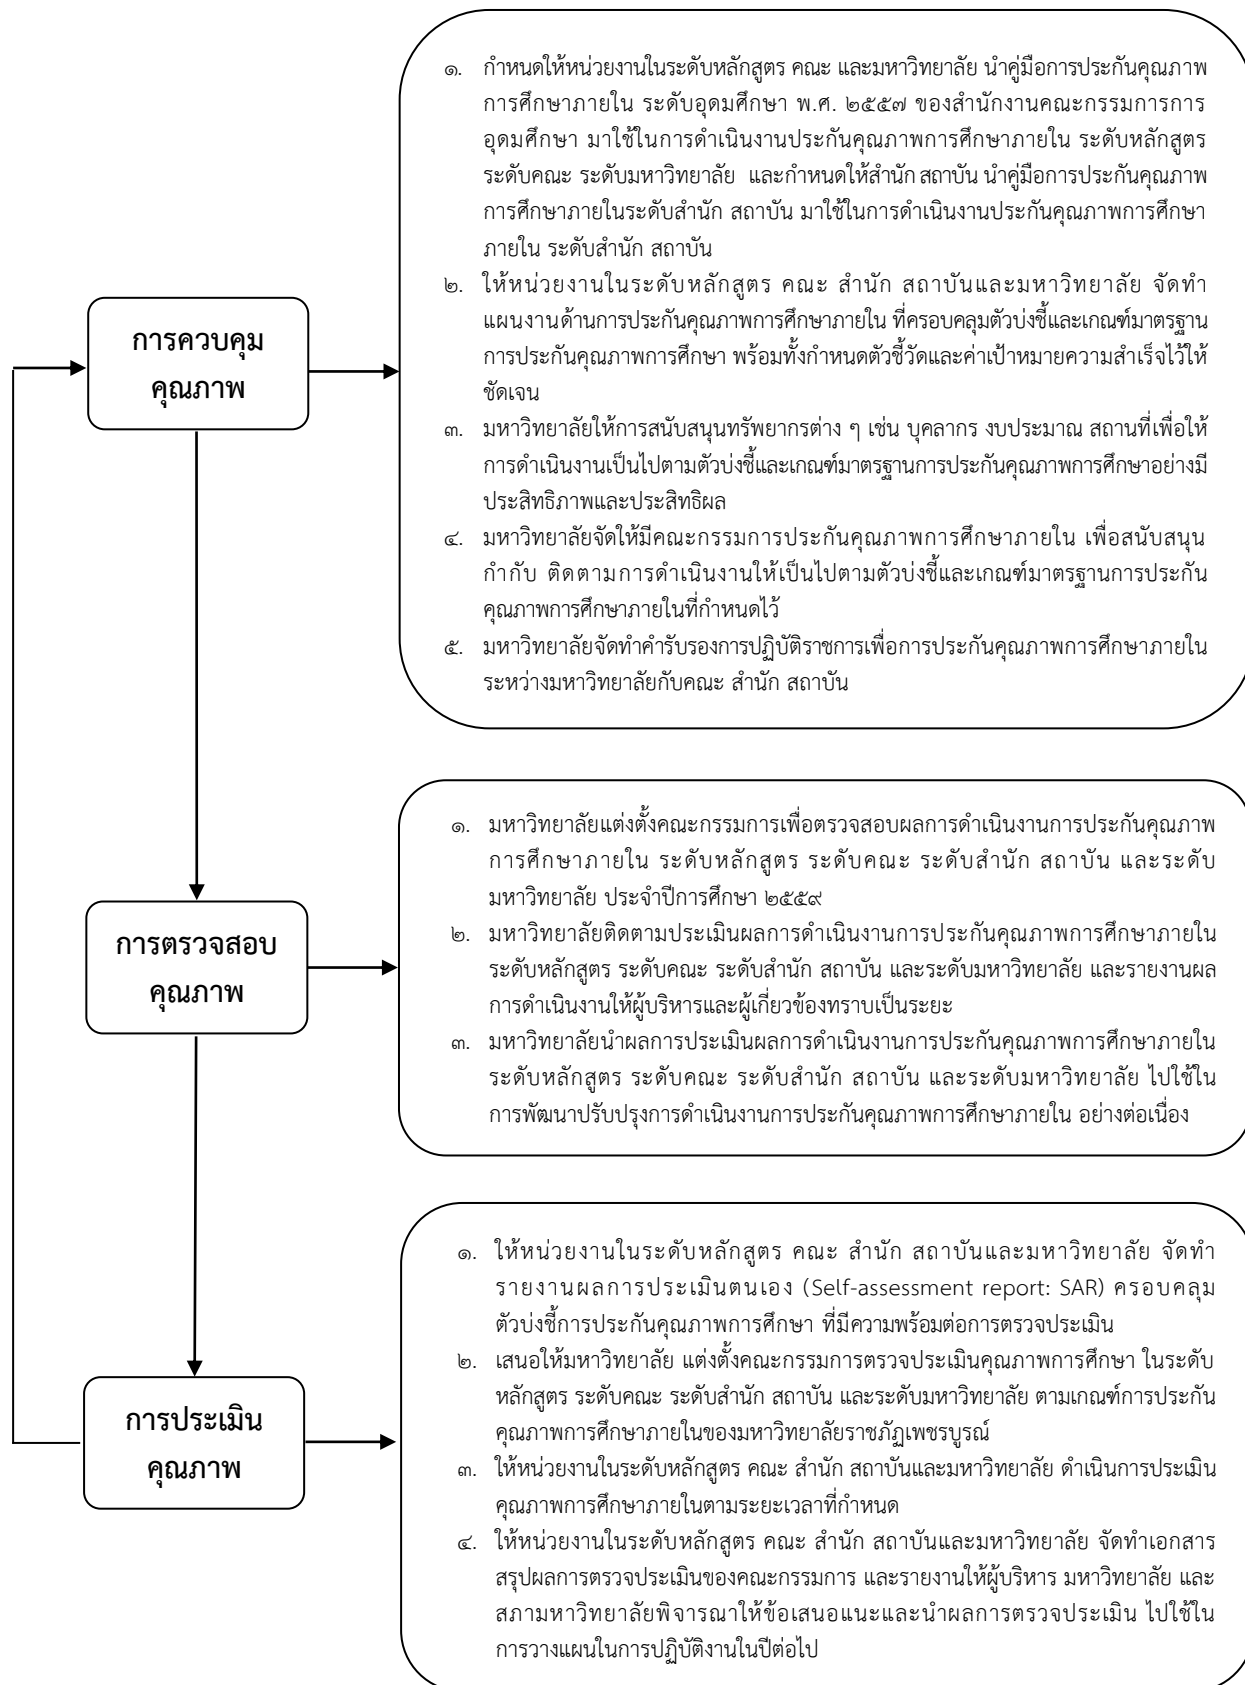 ๑. กำหนดให้หน่วยงานในระดับหลักสูตร คณะ และมหาวิทยาลัย นำคู่มือการประกันคุณภาพ
การศึกษาภายใน ระดับอุดมศึกษา พ.ศ. ๒๕๕๗ ของสำนักงานคณะกรรมการการ
อุดมศึกษา มาใช้ในการดำเนินงานประกันคุณภาพการศึกษาภายใน ระดับหลักสูตร
ระดับคณะ ระดับมหาวิทยาลัย และกำหนดให้สำนัก สถาบัน นำคู่มือการประกันคุณภาพ
การศึกษาภายในระดับสำนัก สถาบัน มาใช้ในการดำเนินงานประกันคุณภาพการศึกษา
ภายใน ระดับสำนัก สถาบัน
๒. ให้หน่วยงานในระดับหลักสูตร คณะ สำนัก สถาบันและมหาวิทยาลัย จัดทำ
แผนงานด้านการประกันคุณภาพการศึกษาภายใน ที่ครอบคลุมตัวบ่งชี้และเกณฑ์มาตรฐาน
การประกันคุณภาพการศึกษา พร้อมทั้งกำหนดตัวชี้วัดและค่าเป้าหมายความสำเร็จไว้ให้
ชัดเจน
๓. มหาวิทยาลัยให้การสนับสนุนทรัพยากรต่าง ๆ เช่น บุคลากร งบประมาณ สถานที่เพื่อให้
การดำเนินงานเป็นไปตามตัวบ่งชี้และเกณฑ์มาตรฐานการประกันคุณภาพการศึกษาอย่างมี
ประสิทธิภาพและประสิทธิผล
๔. มหาวิทยาลัยจัดให้มีคณะกรรมการประกันคุณภาพการศึกษาภายใน เพื่อสนับสนุน
กำกับ ติดตามการดำเนินงานให้เป็นไปตามตัวบ่งชี้และเกณฑ์มาตรฐานการประกัน
คุณภาพการศึกษาภายในที่กำหนดไว้
๕. มหาวิทยาลัยจัดทำคำรับรองการปฏิบัติราชการเพื่อการประกันคุณภาพการศึกษาภายใน
ระหว่างมหาวิทยาลัยกับคณะ สำนัก สถาบัน
การควบคุม
คุณภาพ
๑. มหาวิทยาลัยแต่งตั้งคณะกรรมการเพื่อตรวจสอบผลการดำเนินงานการประกันคุณภาพ
การศึกษาภายใน ระดับหลักสูตร ระดับคณะ ระดับสำนัก สถาบัน และระดับ
มหาวิทยาลัย ประจำปีการศึกษา ๒๕๕๙
๒. มหาวิทยาลัยติดตามประเมินผลการดำเนินงานการประกันคุณภาพการศึกษาภายใน
ระดับหลักสูตร ระดับคณะ ระดับสำนัก สถาบัน และระดับมหาวิทยาลัย และรายงานผล
การดำเนินงานให้ผู้บริหารและผู้เกี่ยวข้องทราบเป็นระยะ
๓. มหาวิทยาลัยนำผลการประเมินผลการดำเนินงานการประกันคุณภาพการศึกษาภายใน
ระดับหลักสูตร ระดับคณะ ระดับสำนัก สถาบัน และระดับมหาวิทยาลัย ไปใช้ใน
การพัฒนาปรับปรุงการดำเนินงานการประกันคุณภาพการศึกษาภายใน อย่างต่อเนื่อง
การตรวจสอบ
คุณภาพ
๑. ให้หน่วยงานในระดับหลักสูตร คณะ สำนัก สถาบันและมหาวิทยาลัย จัดทำ
รายงานผลการประเมินตนเอง (Self-assessment report: SAR) ครอบคลุม
ตัวบ่งชี้การประกันคุณภาพการศึกษา ที่มีความพร้อมต่อการตรวจประเมิน
๒. เสนอให้มหาวิทยาลัย แต่งตั้งคณะกรรมการตรวจประเมินคุณภาพการศึกษา ในระดับ
หลักสูตร ระดับคณะ ระดับสำนัก สถาบัน และระดับมหาวิทยาลัย ตามเกณฑ์การประกัน
คุณภาพการศึกษาภายในของมหาวิทยาลัยราชภัฏเพชรบูรณ์
๓. ให้หน่วยงานในระดับหลักสูตร คณะ สำนัก สถาบันและมหาวิทยาลัย ดำเนินการประเมิน
คุณภาพการศึกษาภายในตามระยะเวลาที่กำหนด
๔. ให้หน่วยงานในระดับหลักสูตร คณะ สำนัก สถาบันและมหาวิทยาลัย จัดทำเอกสาร
สรุปผลการตรวจประเมินของคณะกรรมการ และรายงานให้ผู้บริหาร มหาวิทยาลัย และ
สภามหาวิทยาลัยพิจารณาให้ข้อเสนอแนะและนำผลการตรวจประเมิน ไปใช้ใน
การวางแผนในการปฏิบัติงานในปีต่อไป
การประเมิน
คุณภาพ